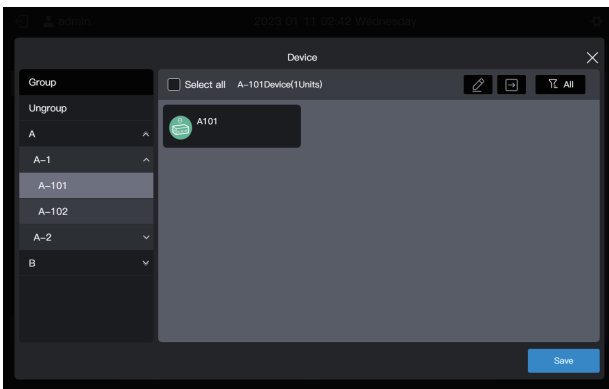 admin
2023 01 11:02:42 Wednesday
Device
Group
Select all A-101Device(1Units)
All
Ungroup
A
A101
A-1
A-101
A-102
A-2
B
Save